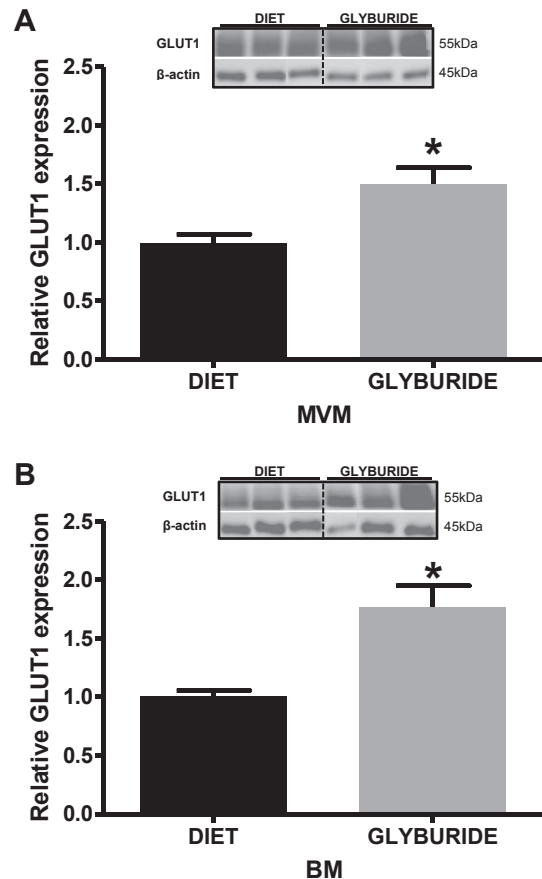 A
DIET GLYBURIDE
GLUT1 55kDa
ß-actin 45kDa
Relative GLUT1 expression
2.5
2.0
1.5
1.0
0.5
0.0
*
DIET GLYBURIDE
MVM
B
DIET GLYBURIDE
GLUT1 55kDa
β-actin 45kDa
Relative GLUT1 expression
2.5
2.0
1.5
1.0
0.5
0.0
*
DIET GLYBURIDE
BM